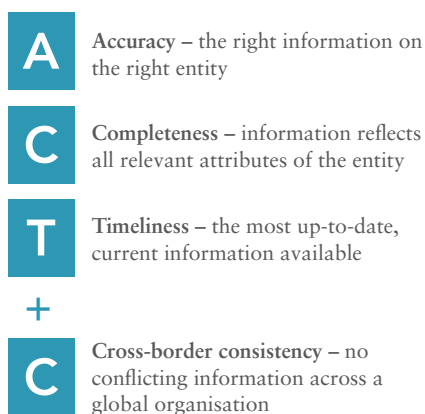 A
Accuracy – the right information on
the right entity
C
Completeness – information reflects
all relevant attributes of the entity
T
Timeliness – the most up-to-date,
current information available
+
C
Cross-border consistency – no
conflicting information across a
global organisation